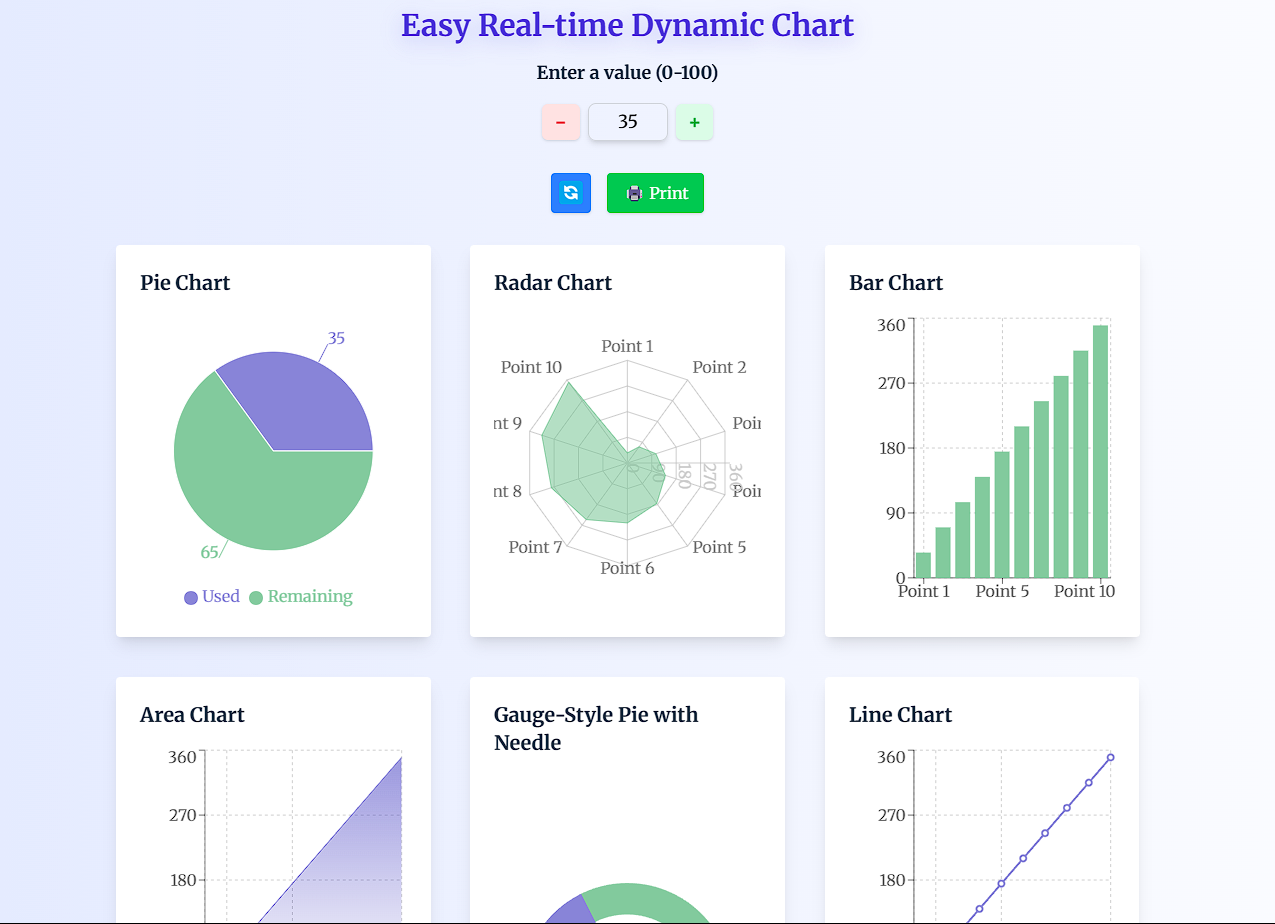 Easy Real-time Dynamic Chart
Enter a value (0-100)
− 35 +
Print
Pie Chart
35
65
Used Remaining
Radar Chart
Point 1
Point 10 Point 2
nt 9 Poin
0 90 180 270 360
nt 8 Poin
Point 7 Point 5
Point 6
Bar Chart
360
270
180
90
0
Point 1 Point 5 Point 10
Area Chart
360
270
180
Gauge-Style Pie with
Needle
Line Chart
360
270
180